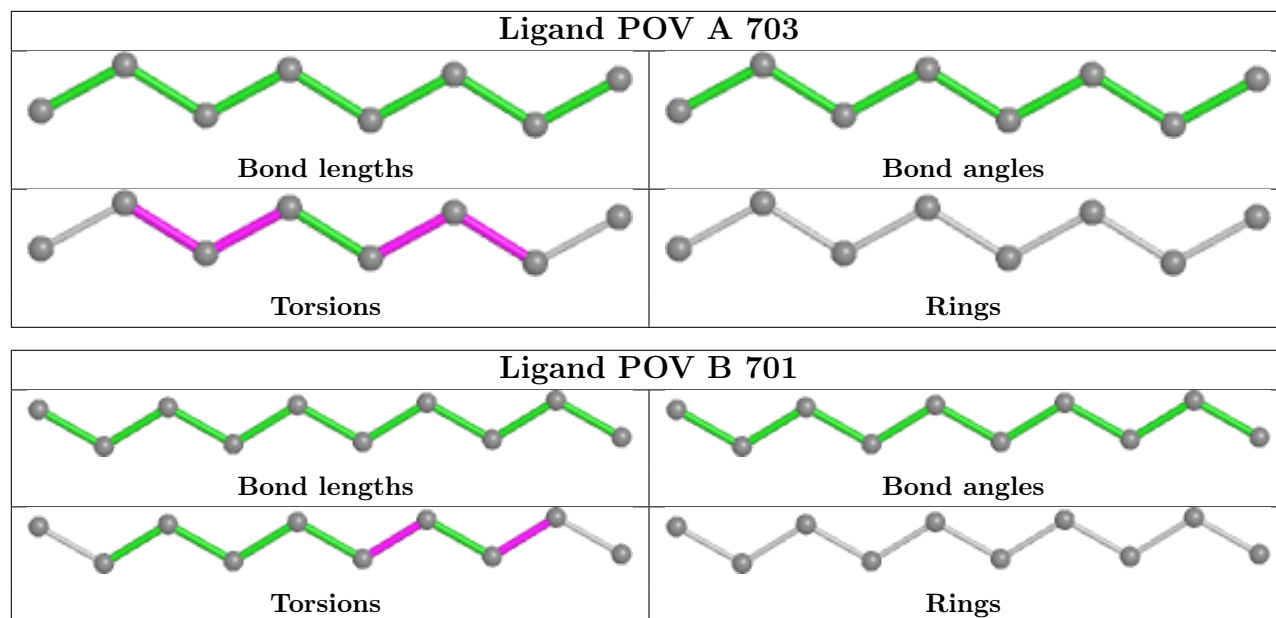 Ligand POV A 703
Bond lengths
Bond angles
Torsions
Rings
Ligand POV B 701
Bond lengths
Bond angles
Torsions
Rings